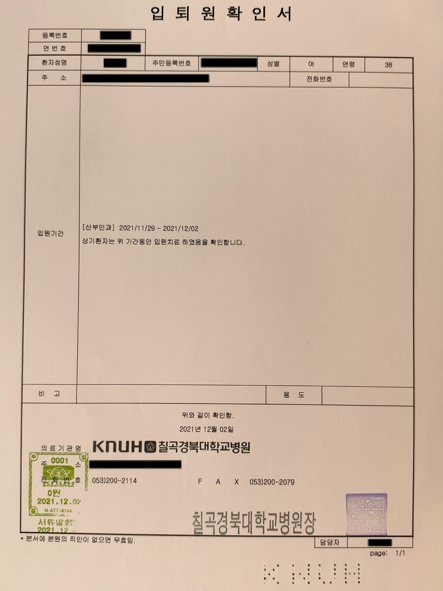 입 퇴 원 확 인 서
등록번호
연 번 호
환자성명 주민등록번호 성별 여 연령 38
주 소 전화번호
[산부인과] 2021/11/29 - 2021/12/02
입원기간
상기환자는 위 기간동안 입원치료 하였음을 확인합니다.
비 고 용 도
위와 같이 확인함.
2021년 12월 02일
의료기관명 KNUH 칠곡경북대학교병원
주 소
전화번호 053)200-2114 F A X 053)200-2079
0001
0원
2021.12.02
서류발행
2021.12
칠곡경북대학교병원장
* 본서에 본원의 직인이 없으면 무효임.
담당자
page: 1/1
KNUH